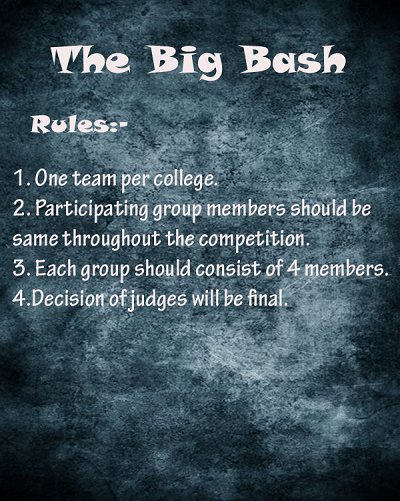 The Big Bash
Rules:-
1. One team per college.
2. Participating group members should be
same throughout the competition.
3. Each group should consist of 4 members.
4.Decision of judges will be final.